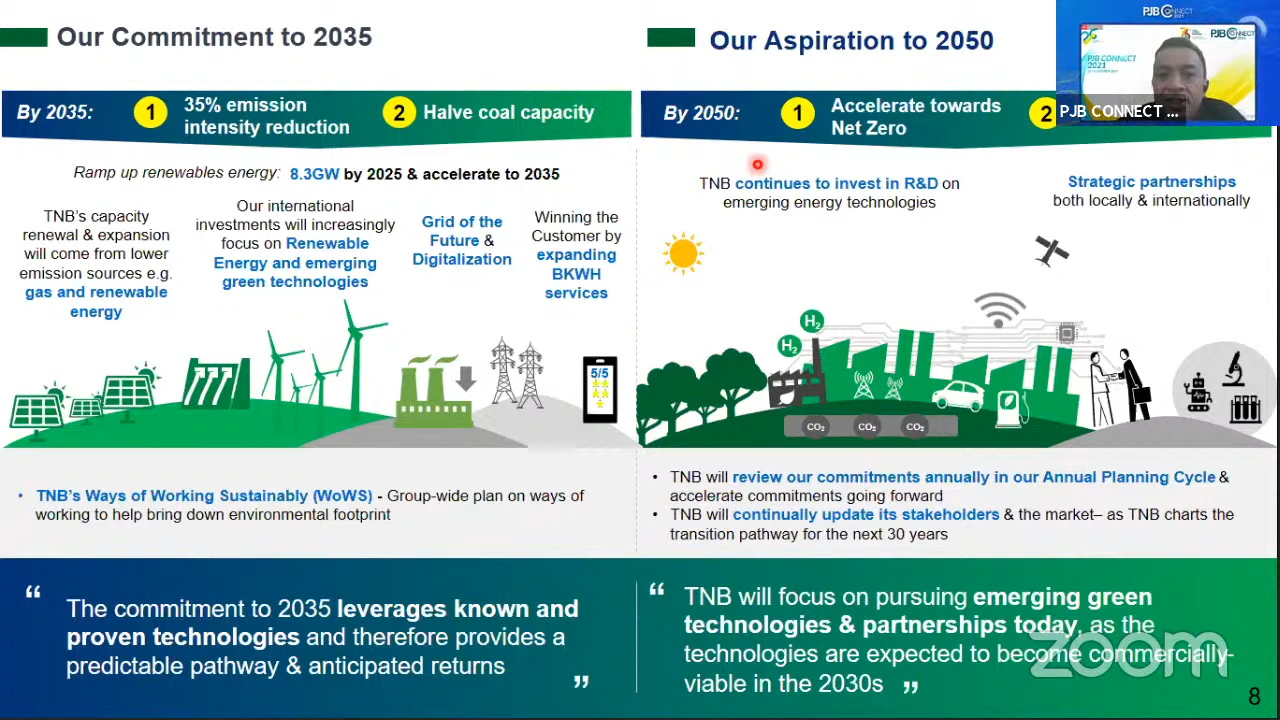 Our Commitment to 2035
By 2035:
1
35% emission
intensity reduction
2
Halve coal capacity
Ramp up renewables energy: 8.3GW by 2025 & accelerate to 2035
TNB's capacity
renewal & expansion
will come from lower
emission sources e.g.
gas and renewable
energy
Our international
investments will increasingly
focus on Renewable
Energy and emerging
green technologies
Grid of the
Future &
Digitalization
Winning the
Customer by
expanding
BKWH
services
5/5
• TNB's Ways of Working Sustainably (WoWS) - Group-wide plan on ways of
working to help bring down environmental footprint
“
The commitment to 2035 leverages known and
proven technologies and therefore provides a
predictable pathway & anticipated returns
”
Our Aspiration to 2050
By 2050:
1
Accelerate towards
Net Zero
2
TNB continues to invest in R&D on
emerging energy technologies
Strategic partnerships
both locally & internationally
H2
H2
CO2
CO2
CO2
• TNB will review our commitments annually in our Annual Planning Cycle &
accelerate commitments going forward
• TNB will continually update its stakeholders & the market– as TNB charts the
transition pathway for the next 30 years
“
TNB will focus on pursuing emerging green
technologies & partnerships today, as the
technologies are expected to become commercially-
viable in the 2030s
”
zoom
8
PJB CONNECT
2021
PJB CONNECT
2021
PJB CONNECT
PJB CONNECT ...